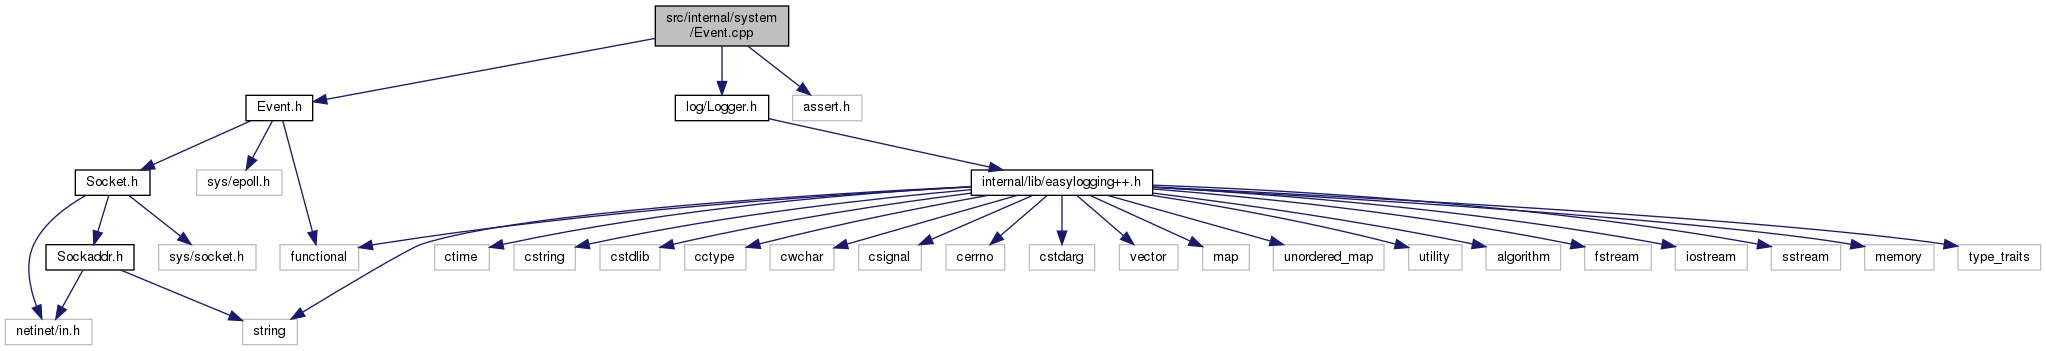 src/internal/system
/Event.cpp
Event.h
log/Logger.h
assert.h
Socket.h
sys/epoll.h
internal/lib/easylogging++.h
Sockaddr.h
sys/socket.h
functional
ctime
cstring
cstdlib
cctype
cwchar
csignal
cerrno
cstdarg
vector
map
unordered_map
utility
algorithm
fstream
iostream
sstream
memory
type_traits
netinet/in.h
string